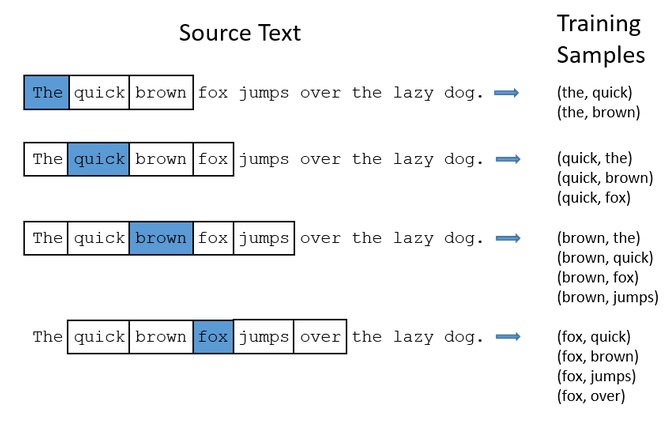 Source Text
Training
Samples
The quick brown fox jumps over the lazy dog.
(the, quick)
(the, brown)
The quick brown fox jumps over the lazy dog.
(quick, the)
(quick, brown)
(quick, fox)
The quick brown fox jumps over the lazy dog.
(brown, the)
(brown, quick)
(brown, fox)
(brown, jumps)
The quick brown fox jumps over the lazy dog.
(fox, quick)
(fox, brown)
(fox, jumps)
(fox, over)